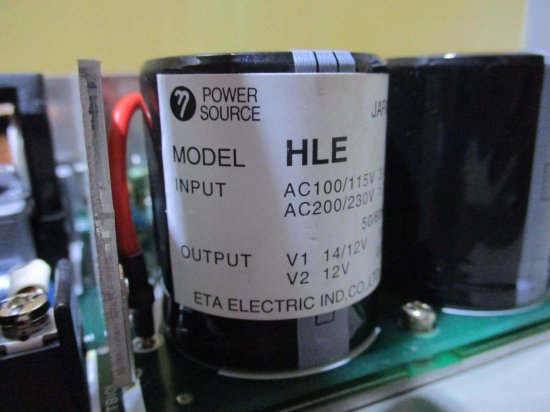 η POWER
SOURCE
MODEL HLE
INPUT AC100/115V
AC200/230V
OUTPUT V1 14/12V
V2 12V
ETA ELECTRIC IND.CO.,